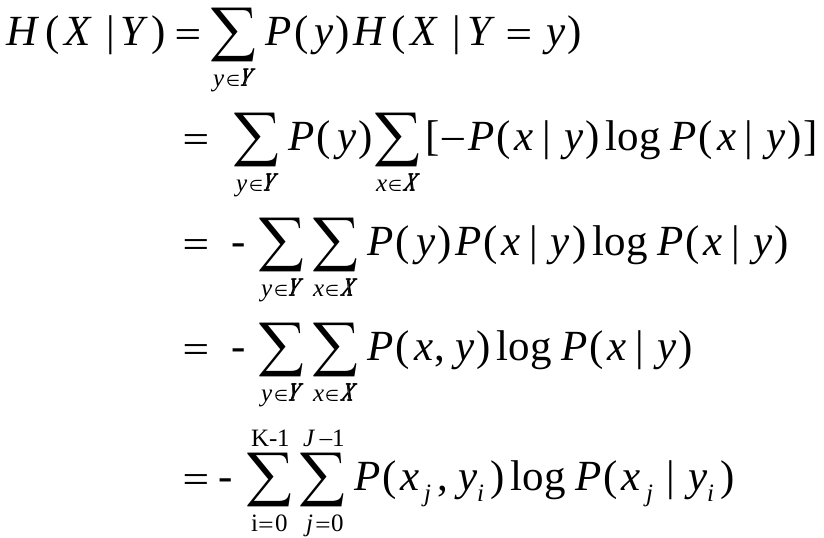 H(X | Y) = ∑_{y∈𝒴} P(y)H(X | Y = y)
= ∑_{y∈𝒴} P(y) ∑_{x∈𝒳} [−P(x | y) log P(x | y)]
= - ∑_{y∈𝒴} ∑_{x∈𝒳} P(y)P(x | y) log P(x | y)
= - ∑_{y∈𝒴} ∑_{x∈𝒳} P(x, y) log P(x | y)
= - ∑_{i=0}^{K-1} ∑_{j=0}^{J−1} P(x_j, y_i) log P(x_j | y_i)